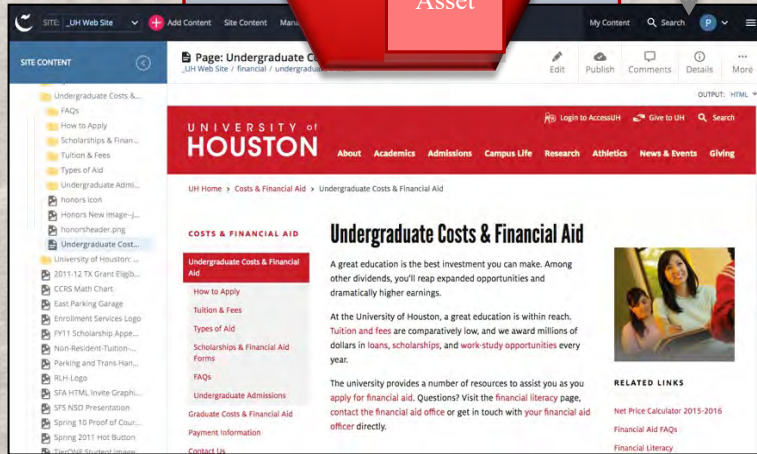 Asset
SITE: _UH Web Site
Add Content Site Content
My Content Search P
SITE CONTENT
Page: Undergraduate
_UH Web Site / financial /
Edit Publish Comments Details More
OUTPUT: HTML
Undergraduate Costs &...
FAQs
How to Apply
Scholarships & Finan...
Tuition & Fees
Types of Aid
Undergraduate Admi...
honors icon
Honors New image--j...
honorsheader.png
Undergraduate Cost...
University of Houston: ...
2011-12 TX Grant Eligib...
CCRS Math Chart
East Parking Garage
Enrollment Services Logo
FY11 Scholarship Appe...
Non-Resident-Tuition-...
Parking and Trans Han...
RLH-Logo
SFA HTML Invite Graphi...
SFS NSO Presentation
Spring 10 Proof of Cour...
Spring 2011 Hot Button
TierONE Student Image
Login to AccessUH Give to UH Search
UNIVERSITY of
HOUSTON
About Academics Admissions Campus Life Research Athletics News & Events Giving
UH Home > Costs & Financial Aid > Undergraduate Costs & Financial Aid
COSTS & FINANCIAL AID
Undergraduate Costs & Financial
Aid
How to Apply
Tuition & Fees
Types of Aid
Scholarships & Financial Aid
Forms
FAQs
Undergraduate Admissions
Graduate Costs & Financial Aid
Payment Information
Contact Us
Undergraduate Costs & Financial Aid
A great education is the best investment you can make. Among
other dividends, you'll reap expanded opportunities and
dramatically higher earnings.
At the University of Houston, a great education is within reach.
Tuition and fees are comparatively low, and we award millions of
dollars in loans, scholarships, and work-study opportunities every
year.
The university provides a number of resources to assist you as you
apply for financial aid. Questions? Visit the financial literacy page,
contact the financial aid office or get in touch with your financial aid
officer directly.
RELATED LINKS
Net Price Calculator 2015-2016
Financial Aid FAQs
Financial Literacy